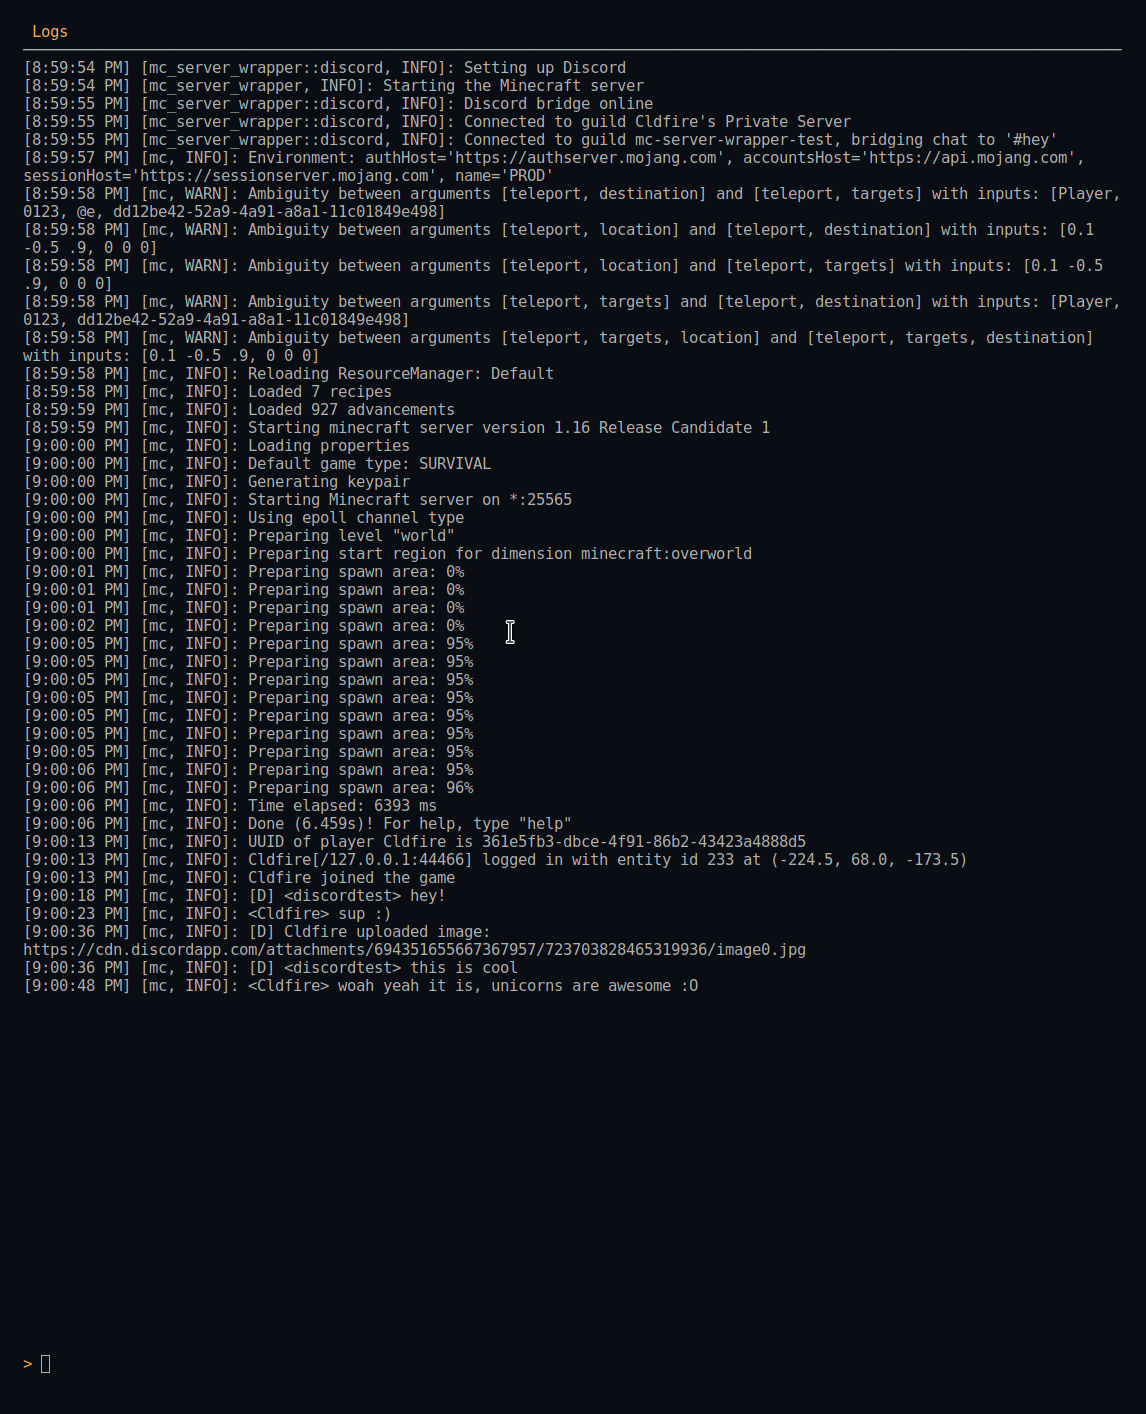 Logs
[8:59:54 PM] [mc_server_wrapper::discord, INFO]: Setting up Discord
[8:59:54 PM] [mc_server_wrapper, INFO]: Starting the Minecraft server
[8:59:55 PM] [mc_server_wrapper::discord, INFO]: Discord bridge online
[8:59:55 PM] [mc_server_wrapper::discord, INFO]: Connected to guild Cldfire's Private Server
[8:59:55 PM] [mc_server_wrapper::discord, INFO]: Connected to guild mc-server-wrapper-test, bridging chat to '#hey'
[8:59:57 PM] [mc, INFO]: Environment: authHost='https://authserver.mojang.com', accountsHost='https://api.mojang.com',
sessionHost='https://sessionserver.mojang.com', name='PROD'
[8:59:58 PM] [mc, WARN]: Ambiguity between arguments [teleport, destination] and [teleport, targets] with inputs: [Player,
0123, @e, dd12be42-52a9-4a91-a8a1-11c01849e498]
[8:59:58 PM] [mc, WARN]: Ambiguity between arguments [teleport, location] and [teleport, destination] with inputs: [0.1
-0.5 .9, 0 0 0]
[8:59:58 PM] [mc, WARN]: Ambiguity between arguments [teleport, location] and [teleport, targets] with inputs: [0.1 -0.5
.9, 0 0 0]
[8:59:58 PM] [mc, WARN]: Ambiguity between arguments [teleport, targets] and [teleport, destination] with inputs: [Player,
0123, dd12be42-52a9-4a91-a8a1-11c01849e498]
[8:59:58 PM] [mc, WARN]: Ambiguity between arguments [teleport, targets, location] and [teleport, targets, destination]
with inputs: [0.1 -0.5 .9, 0 0 0]
[8:59:58 PM] [mc, INFO]: Reloading ResourceManager: Default
[8:59:58 PM] [mc, INFO]: Loaded 7 recipes
[8:59:59 PM] [mc, INFO]: Loaded 927 advancements
[8:59:59 PM] [mc, INFO]: Starting minecraft server version 1.16 Release Candidate 1
[9:00:00 PM] [mc, INFO]: Loading properties
[9:00:00 PM] [mc, INFO]: Default game type: SURVIVAL
[9:00:00 PM] [mc, INFO]: Generating keypair
[9:00:00 PM] [mc, INFO]: Starting Minecraft server on *:25565
[9:00:00 PM] [mc, INFO]: Using epoll channel type
[9:00:00 PM] [mc, INFO]: Preparing level "world"
[9:00:00 PM] [mc, INFO]: Preparing start region for dimension minecraft:overworld
[9:00:01 PM] [mc, INFO]: Preparing spawn area: 0%
[9:00:01 PM] [mc, INFO]: Preparing spawn area: 0%
[9:00:01 PM] [mc, INFO]: Preparing spawn area: 0%
[9:00:02 PM] [mc, INFO]: Preparing spawn area: 0%
[9:00:05 PM] [mc, INFO]: Preparing spawn area: 95%
[9:00:05 PM] [mc, INFO]: Preparing spawn area: 95%
[9:00:05 PM] [mc, INFO]: Preparing spawn area: 95%
[9:00:05 PM] [mc, INFO]: Preparing spawn area: 95%
[9:00:05 PM] [mc, INFO]: Preparing spawn area: 95%
[9:00:05 PM] [mc, INFO]: Preparing spawn area: 95%
[9:00:05 PM] [mc, INFO]: Preparing spawn area: 95%
[9:00:06 PM] [mc, INFO]: Preparing spawn area: 95%
[9:00:06 PM] [mc, INFO]: Preparing spawn area: 96%
[9:00:06 PM] [mc, INFO]: Time elapsed: 6393 ms
[9:00:06 PM] [mc, INFO]: Done (6.459s)! For help, type "help"
[9:00:13 PM] [mc, INFO]: UUID of player Cldfire is 361e5fb3-dbce-4f91-86b2-43423a4888d5
[9:00:13 PM] [mc, INFO]: Cldfire[/127.0.0.1:44466] logged in with entity id 233 at (-224.5, 68.0, -173.5)
[9:00:13 PM] [mc, INFO]: Cldfire joined the game
[9:00:18 PM] [mc, INFO]: [D] <discordtest> hey!
[9:00:23 PM] [mc, INFO]: <Cldfire> sup :)
[9:00:36 PM] [mc, INFO]: [D] Cldfire uploaded image:
https://cdn.discordapp.com/attachments/694351655667367957/723703828465319936/image0.jpg
[9:00:36 PM] [mc, INFO]: [D] <discordtest> this is cool
[9:00:48 PM] [mc, INFO]: <Cldfire> woah yeah it is, unicorns are awesome :O
>